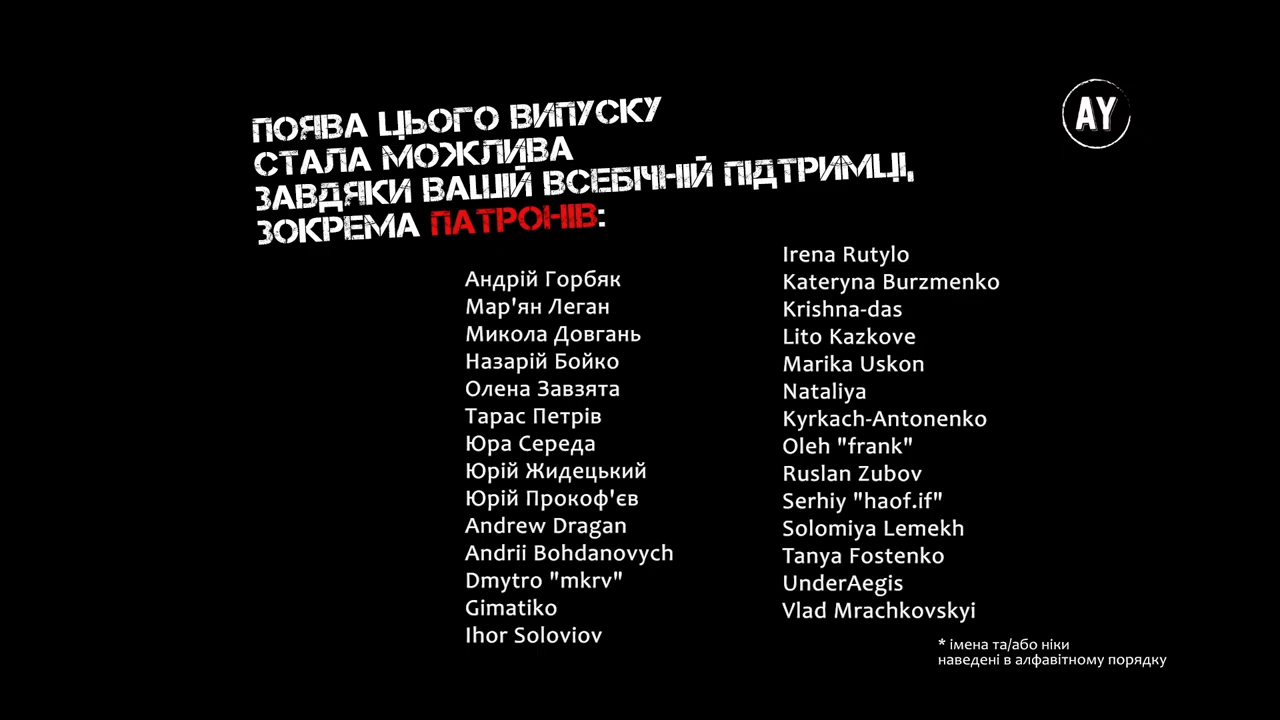 ПОЯВА ЦЬОГО ВИПУСКУ
СТАЛА МОЖЛИВА
ЗАВДЯКИ ВАШІЙ ВСЕБІЧНІЙ ПІДТРИМЦІ,
ЗОКРЕМА ПАТРОНІВ:
AY
Андрій Горбяк
Мар'ян Леган
Микола Довгань
Назарій Бойко
Олена Завзята
Тарас Петрів
Юра Середа
Юрій Жидецький
Юрій Прокоф'єв
Andrew Dragan
Andrii Bohdanovych
Dmytro "mkrv"
Gimatiko
Ihor Soloviov
Irena Rutylo
Kateryna Burzmenko
Krishna-das
Lito Kazkove
Marika Uskon
Nataliya
Kyrkach-Antonenko
Oleh "frank"
Ruslan Zubov
Serhiy "haof.if"
Solomiya Lemekh
Tanya Fostenko
UnderAegis
Vlad Mrachkovskyi
* імена та/або ніки
наведені в алфавітному порядку